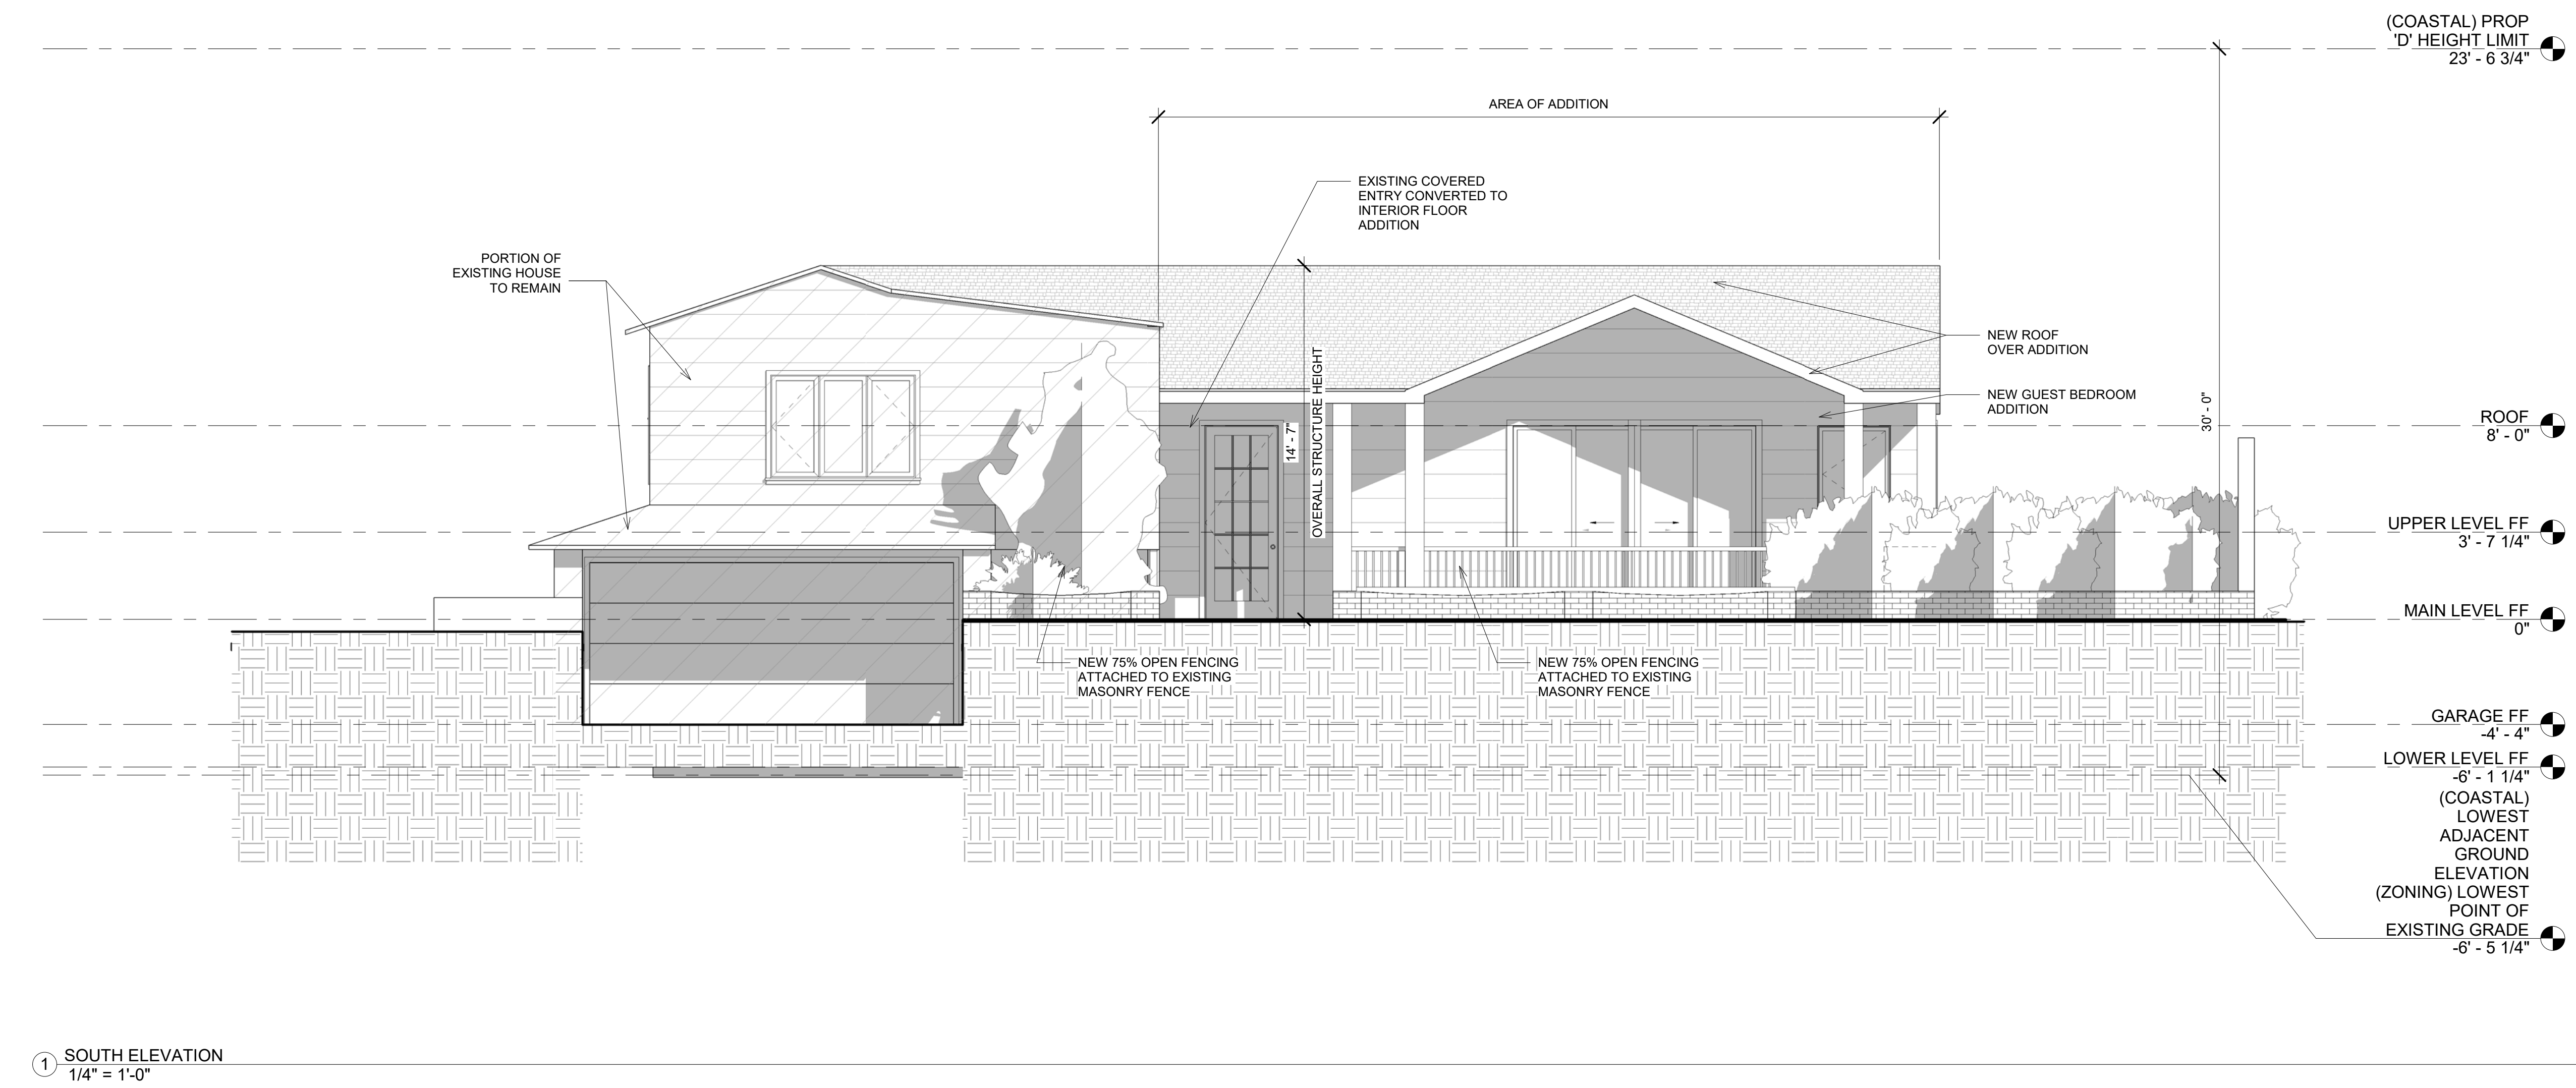 (COASTAL) PROP
'D' HEIGHT LIMIT
23' - 6 3/4"
AREA OF ADDITION
EXISTING COVERED
ENTRY CONVERTED TO
INTERIOR FLOOR
ADDITION
PORTION OF
EXISTING HOUSE
TO REMAIN
NEW ROOF
OVER ADDITION
NEW GUEST BEDROOM
ADDITION
14' - 7"
OVERALL STRUCTURE HEIGHT
30' - 0"
ROOF
8' - 0"
UPPER LEVEL FF
3' - 7 1/4"
MAIN LEVEL FF
0"
NEW 75% OPEN FENCING
ATTACHED TO EXISTING
MASONRY FENCE
NEW 75% OPEN FENCING
ATTACHED TO EXISTING
MASONRY FENCE
GARAGE FF
-4' - 4"
LOWER LEVEL FF
-6' - 1 1/4"
(COASTAL)
LOWEST
ADJACENT
GROUND
ELEVATION
(ZONING) LOWEST
POINT OF
EXISTING GRADE
-6' - 5 1/4"
1 SOUTH ELEVATION
1/4" = 1'-0"